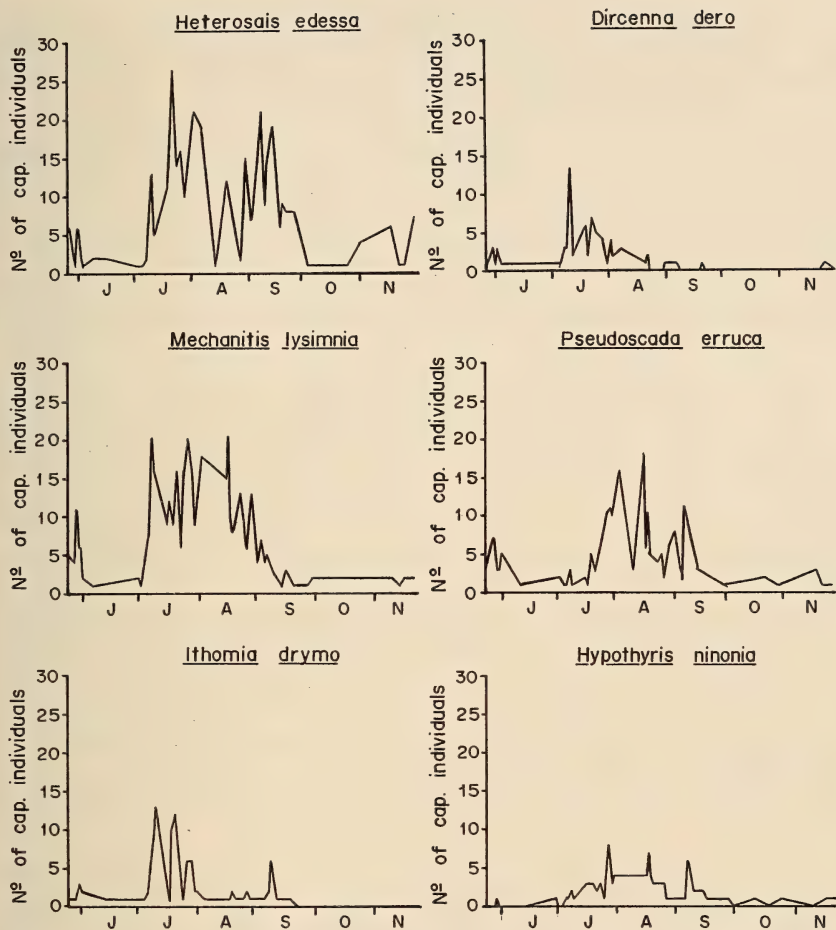 Heterosais edessa
Nº of cap. individuals
30
25
20
15
10
5
0
J J A S O N
Dircenna dero
Nº of cap. individuals
30
25
20
15
10
5
0
J J A S O N
Mechanitis lysimnia
Nº of cap. individuals
30
25
20
15
10
5
0
J J A S O N
Pseudoscada erruca
Nº of cap. individuals
30
25
20
15
10
5
0
J J A S O N
Ithomia drymo
Nº of cap. individuals
30
25
20
15
10
5
0
J J A S O N
Hypothyris ninonia
Nº of cap. individuals
30
25
20
15
10
5
0
J J A S O N